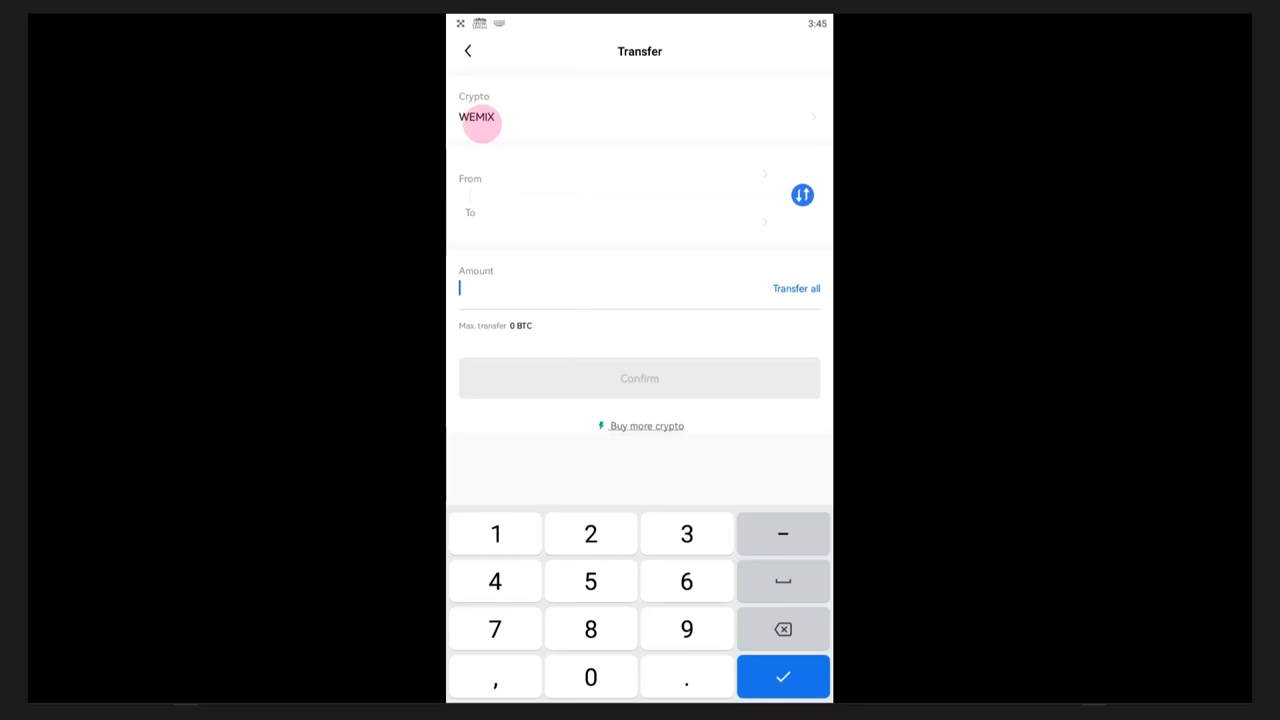 3:45
Transfer
Crypto
WEMIX
From
To
Amount
Transfer all
Max. transfer 0 BTC
Confirm
Buy more crypto
1 2 3 -
4 5 6
7 8 9
, 0 .